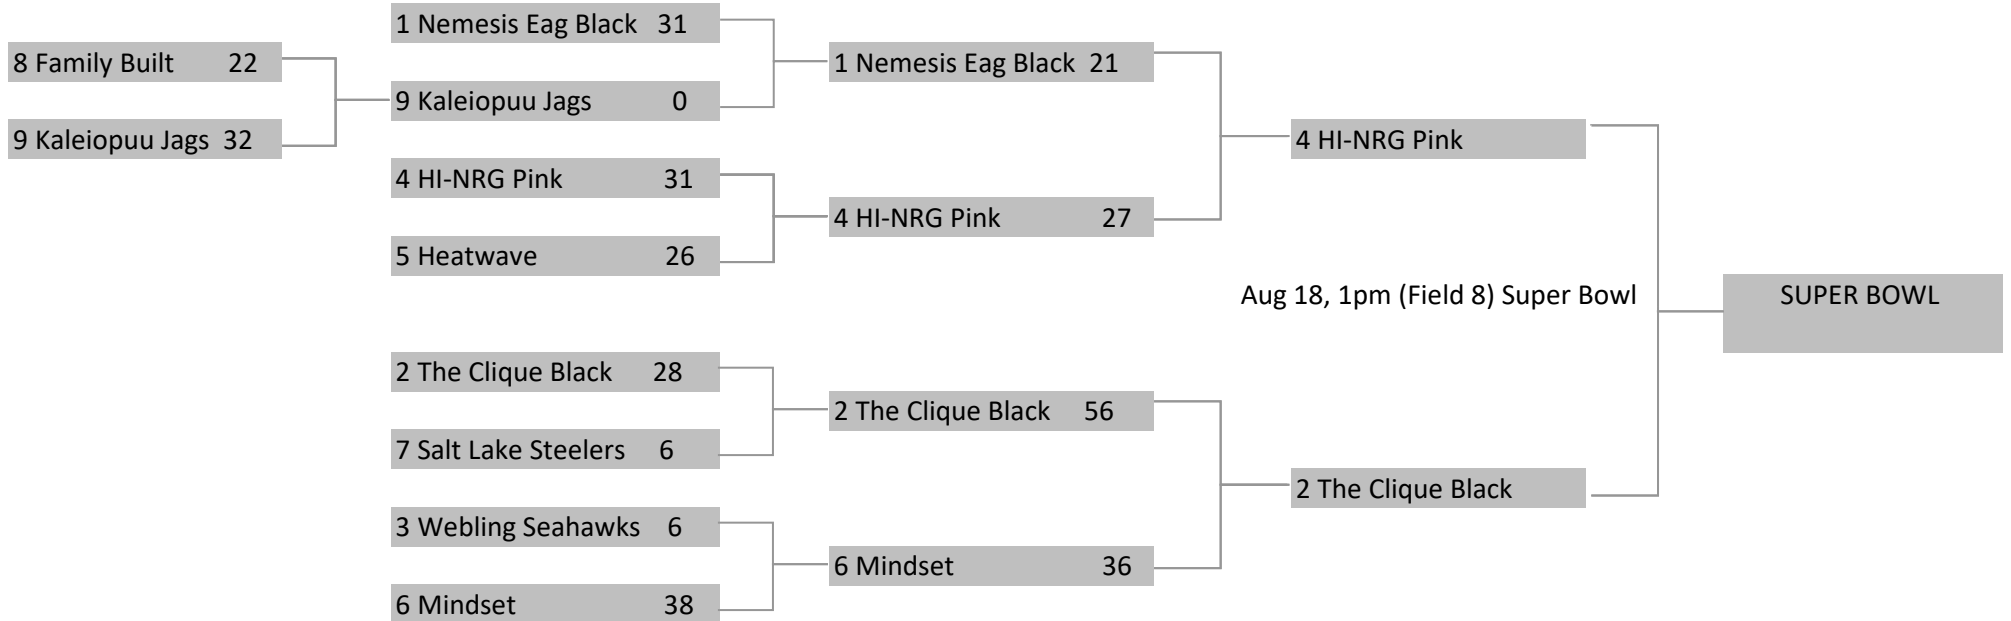 8 Family Built 22
9 Kaleiopuu Jags 32
1 Nemesis Eag Black 31
9 Kaleiopuu Jags 0
4 HI-NRG Pink 31
5 Heatwave 26
2 The Clique Black 28
7 Salt Lake Steelers 6
3 Webling Seahawks 6
6 Mindset 38
1 Nemesis Eag Black 21
4 HI-NRG Pink 27
2 The Clique Black 56
6 Mindset 36
4 HI-NRG Pink
Aug 18, 1pm (Field 8) Super Bowl
2 The Clique Black
SUPER BOWL